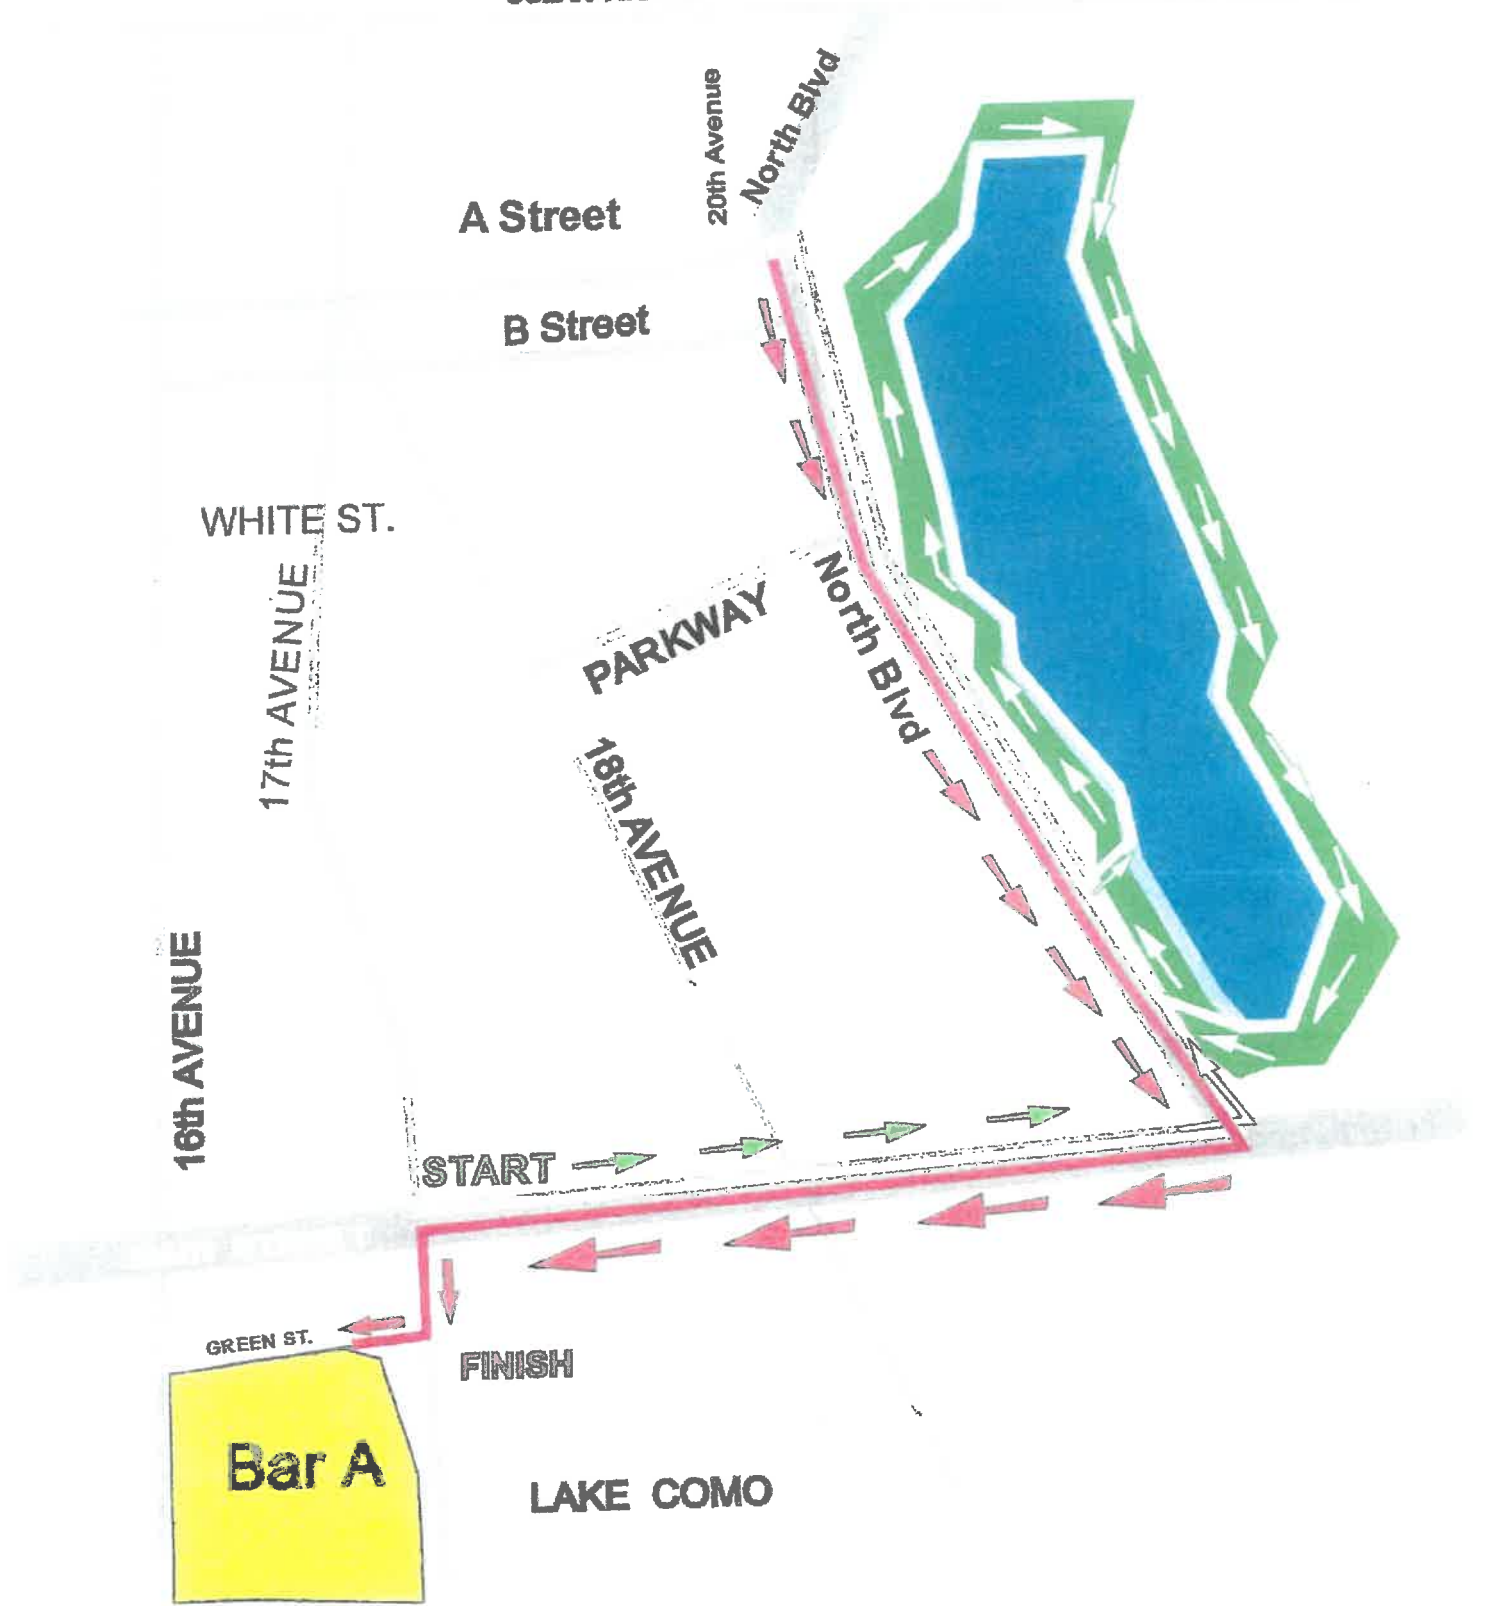 20th Avenue
North Blvd
A Street
B Street
WHITE ST.
17th AVENUE
PARKWAY
North Blvd
18th AVENUE
16th AVENUE
START
GREEN ST.
FINISH
Bar A
LAKE COMO